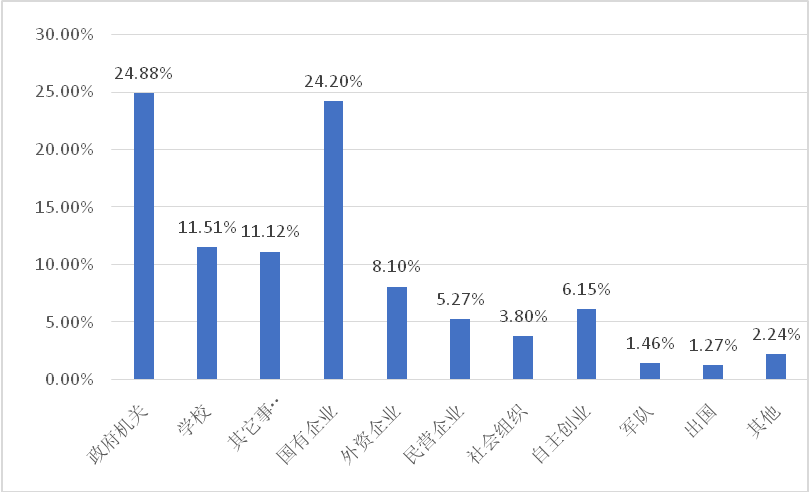 30.00%
25.00%
20.00%
15.00%
10.00%
5.00%
0.00%
24.88%
11.51%
11.12%
24.20%
8.10%
5.27%
3.80%
6.15%
1.46%
1.27%
2.24%
政府机关
学校
其它事…
国有企业
外资企业
民营企业
社会组织
自主创业
军队
出国
其他